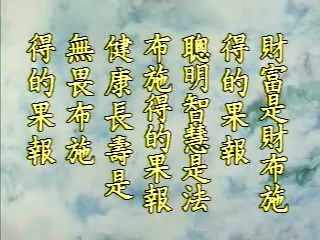 財富是財布施
得的果報
聰明智慧是法
布施得的果報
健康長壽是
無畏布施
得的果報